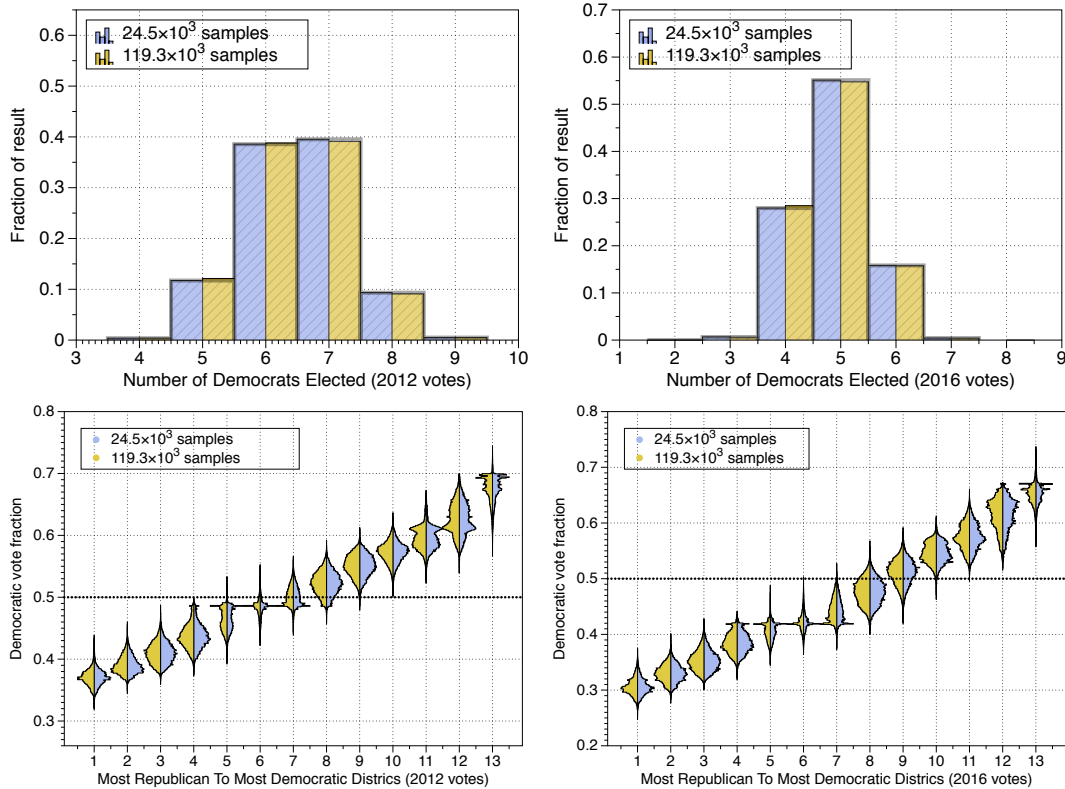 0.6
0.5
0.4
0.3
0.2
0.1
0
Fraction of result
24.5×10³ samples
119.3×10³ samples
3 4 5 6 7 8 9 10
Number of Democrats Elected (2012 votes)
0.7
0.6
0.5
0.4
0.3
0.2
0.1
0
Fraction of result
24.5×10³ samples
119.3×10³ samples
1 2 3 4 5 6 7 8 9
Number of Democrats Elected (2016 votes)
0.8
0.7
0.6
0.5
0.4
0.3
Democratic vote fraction
24.5×10³ samples
119.3×10³ samples
1 2 3 4 5 6 7 8 9 10 11 12 13
Most Republican To Most Democratic Districs (2012 votes)
0.8
0.7
0.6
0.5
0.4
0.3
0.2
Democratic vote fraction
24.5×10³ samples
119.3×10³ samples
1 2 3 4 5 6 7 8 9 10 11 12 13
Most Republican To Most Democratic Districs (2016 votes)